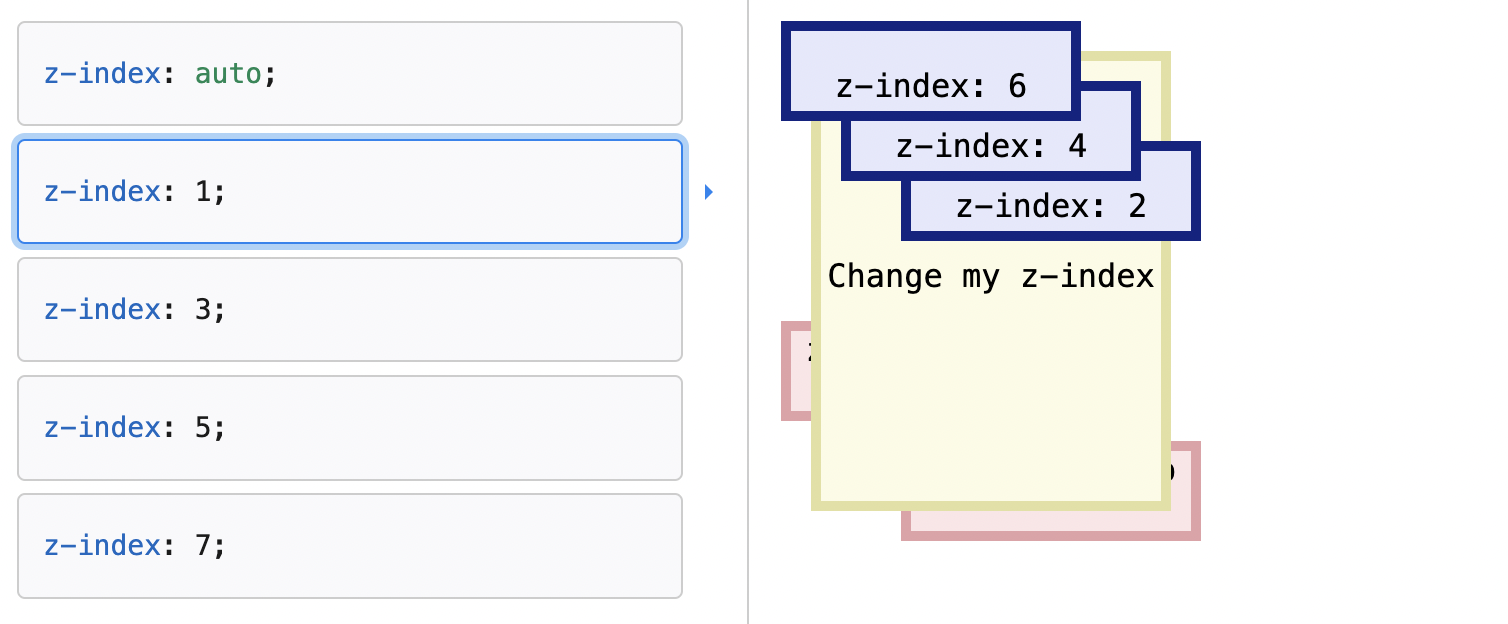 z-index: auto;
z-index: 1;
z-index: 3;
z-index: 5;
z-index: 7;
z-index: 6
z-index: 4
z-index: 2
Change my z-index